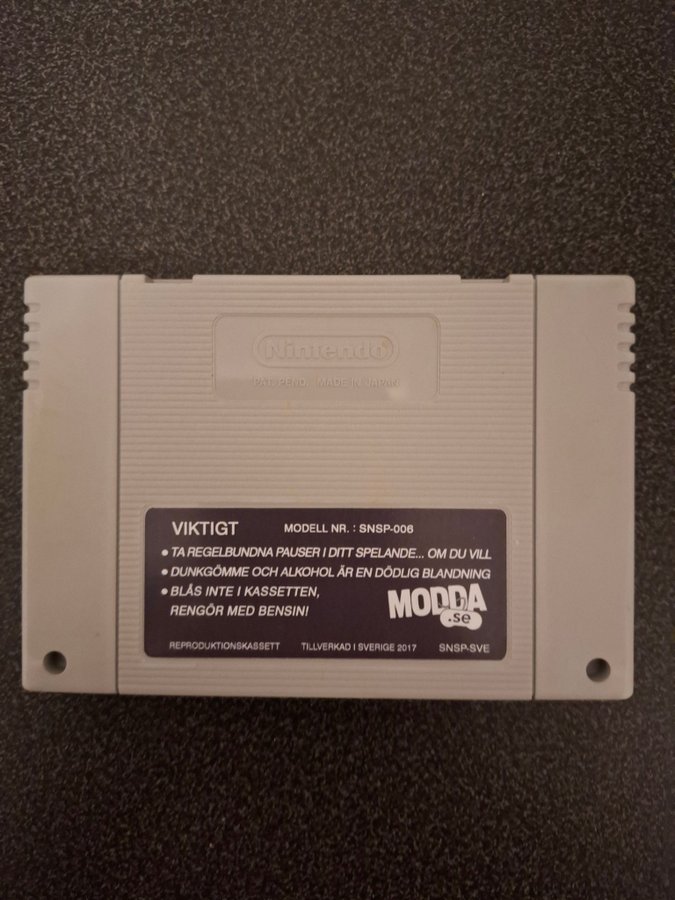 Nintendo
PAT. PEND. MADE IN JAPAN
VIKTIGT MODELL NR. : SNSP-006
• TA REGELBUNDNA PAUSER I DITT SPELANDE... OM DU VILL
• DUNKGÖMME OCH ALKOHOL ÄR EN DÖDLIG BLANDNING
• BLÅS INTE I KASSETTEN,
RENGÖR MED BENSIN!
MODDA
.se
REPRODUKTIONSKASSETT TILLVERKAD I SVERIGE 2017 SNSP-SVE